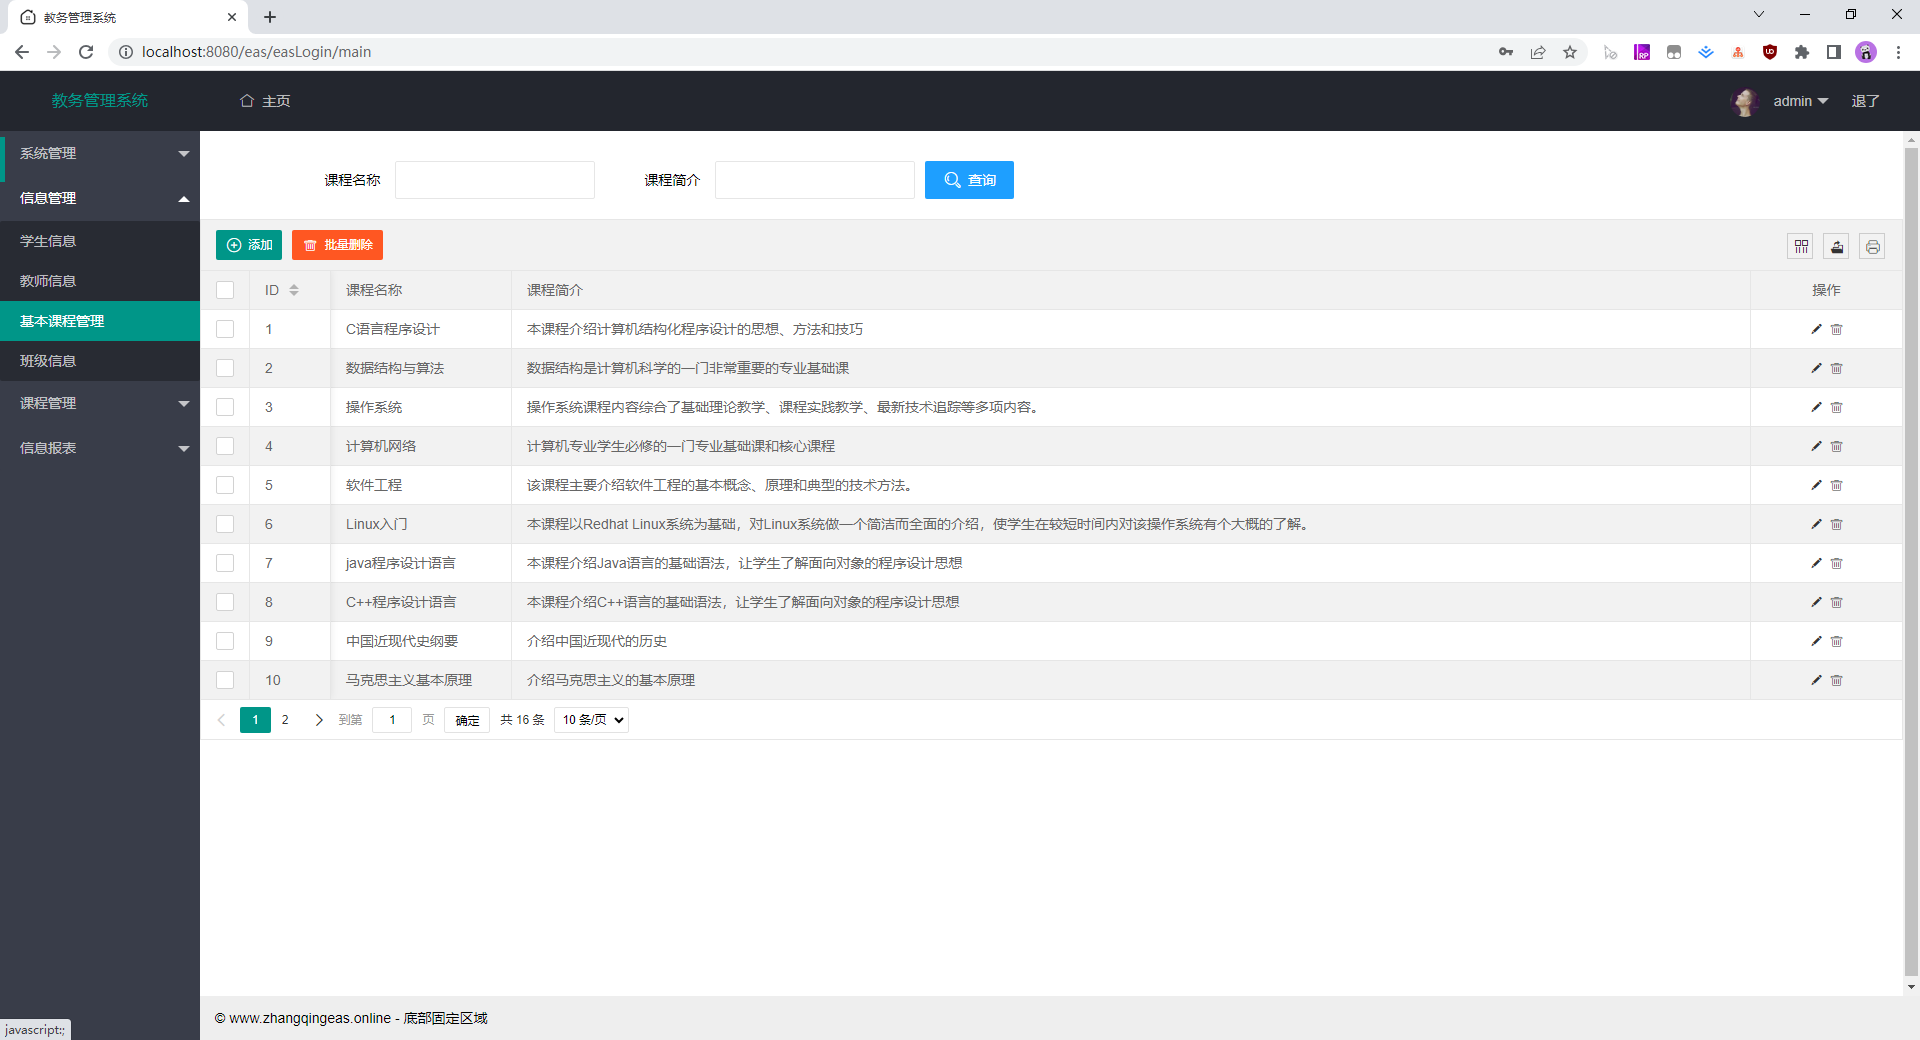 教务管理系统
localhost:8080/eas/easLogin/main
教务管理系统 主页 admin 退了
系统管理
信息管理
学生信息
教师信息
基本课程管理
班级信息
课程管理
信息报表
课程名称 课程简介 查询
添加 批量删除
ID 课程名称 课程简介 操作
1 C语言程序设计 本课程介绍计算机结构化程序设计的思想、方法和技巧
2 数据结构与算法 数据结构是计算机科学的一门非常重要的专业基础课
3 操作系统 操作系统课程内容综合了基础理论教学、课程实践教学、最新技术追踪等多项内容。
4 计算机网络 计算机专业学生必修的一门专业基础课和核心课程
5 软件工程 该课程主要介绍软件工程的基本概念、原理和典型的技术方法。
6 Linux入门 本课程以Redhat Linux系统为基础，对Linux系统做一个简洁而全面的介绍，使学生在较短时间内对该操作系统有个大概的了解。
7 java程序设计语言 本课程介绍Java语言的基础语法，让学生了解面向对象的程序设计思想
8 C++程序设计语言 本课程介绍C++语言的基础语法，让学生了解面向对象的程序设计思想
9 中国近现代史纲要 介绍中国近现代的历史
10 马克思主义基本原理 介绍马克思主义的基本原理
1 2 到第 1 页 确定 共 16 条 10 条/页
© www.zhangqingeas.online - 底部固定区域
javascript:;